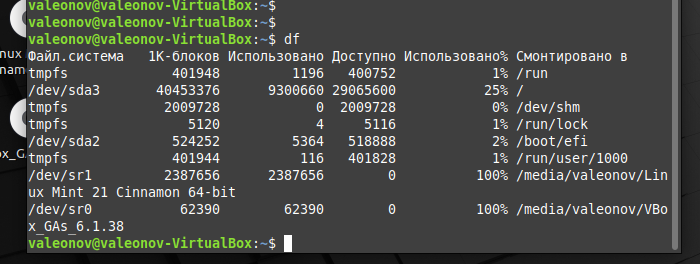 valeonov@valeonov-VirtualBox:~$
valeonov@valeonov-VirtualBox:~$
valeonov@valeonov-VirtualBox:~$ df
Файл.система 1K-блоков Использовано Доступно Использовано% Смонтировано в
tmpfs 401948 1196 400752 1% /run
/dev/sda3 40453376 9300660 29065600 25% /
tmpfs 2009728 0 2009728 0% /dev/shm
tmpfs 5120 4 5116 1% /run/lock
/dev/sda2 524252 5364 518888 2% /boot/efi
tmpfs 401944 116 401828 1% /run/user/1000
/dev/sr1 2387656 2387656 0 100% /media/valeonov/Lin
ux Mint 21 Cinnamon 64-bit
/dev/sr0 62390 62390 0 100% /media/valeonov/VBo
x_GAs_6.1.38
valeonov@valeonov-VirtualBox:~$